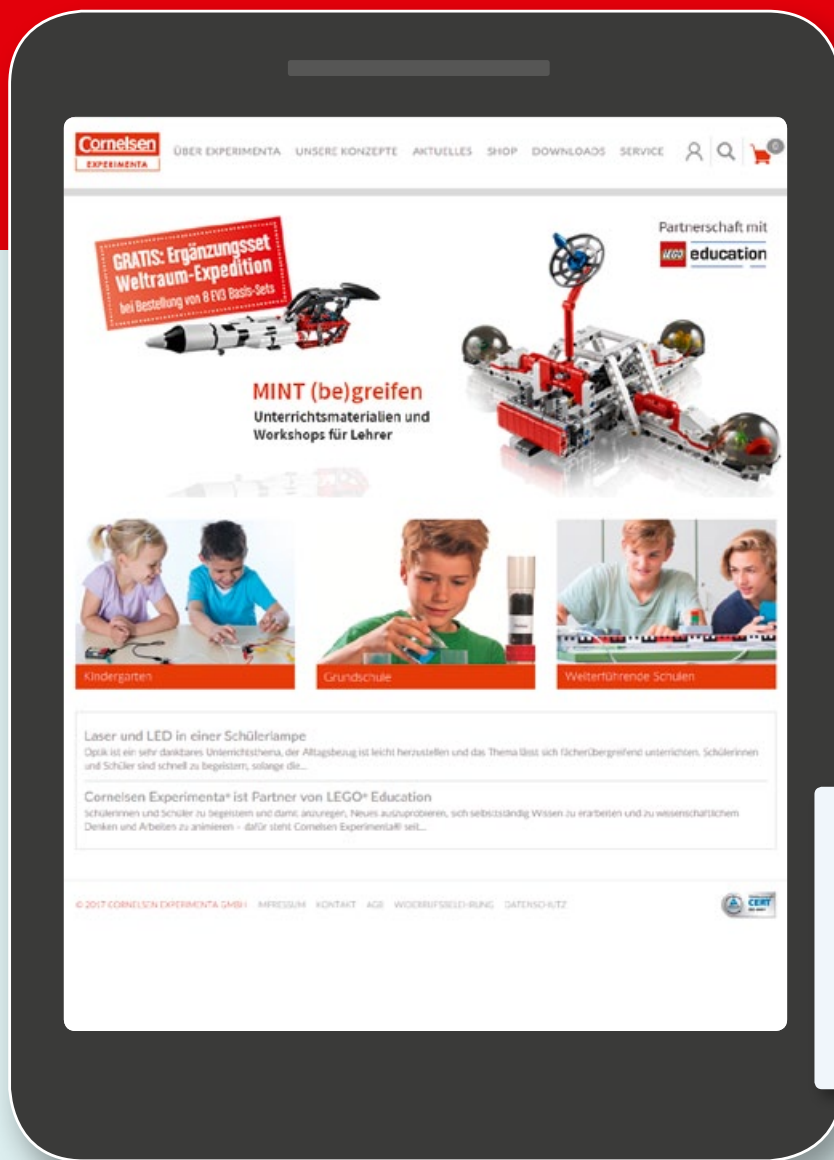 Cornelsen
EXPERIMENTA
ÜBER EXPERIMENTA UNSERE KONZEPTE AKTUELLES SHOP DOWNLOADS SERVICE
0
GRATIS: Ergänzungsset
Weltraum-Expedition
bei Bestellung von 8 EV3 Basis-Sets
Partnerschaft mit
LEGO education
MINT (be)greifen
Unterrichtsmaterialien und
Workshops für Lehrer
Kindergarten
Grundschule
Weiterführende Schulen
Laser und LED in einer Schülerlampe
Optik ist ein sehr dankbares Unterrichtsthema, der Alltagsbezug ist leicht herzustellen und das Thema lässt sich fächerübergreifend unterrichten. Schülerinnen
und Schüler sind schnell zu begeistern, solange die...
Cornelsen Experimenta® ist Partner von LEGO® Education
Schülerinnen und Schüler zu begeistern und damit anzuregen, Neues auszuprobieren, sich selbstständig Wissen zu erarbeiten und zu wissenschaftlichem
Denken und Arbeiten zu animieren – dafür steht Cornelsen Experimenta® seit...
© 2017 CORNELSEN EXPERIMENTA GMBH IMPRESSUM KONTAKT AGB WIDERRUFSBELEHRUNG DATENSCHUTZ
CERT